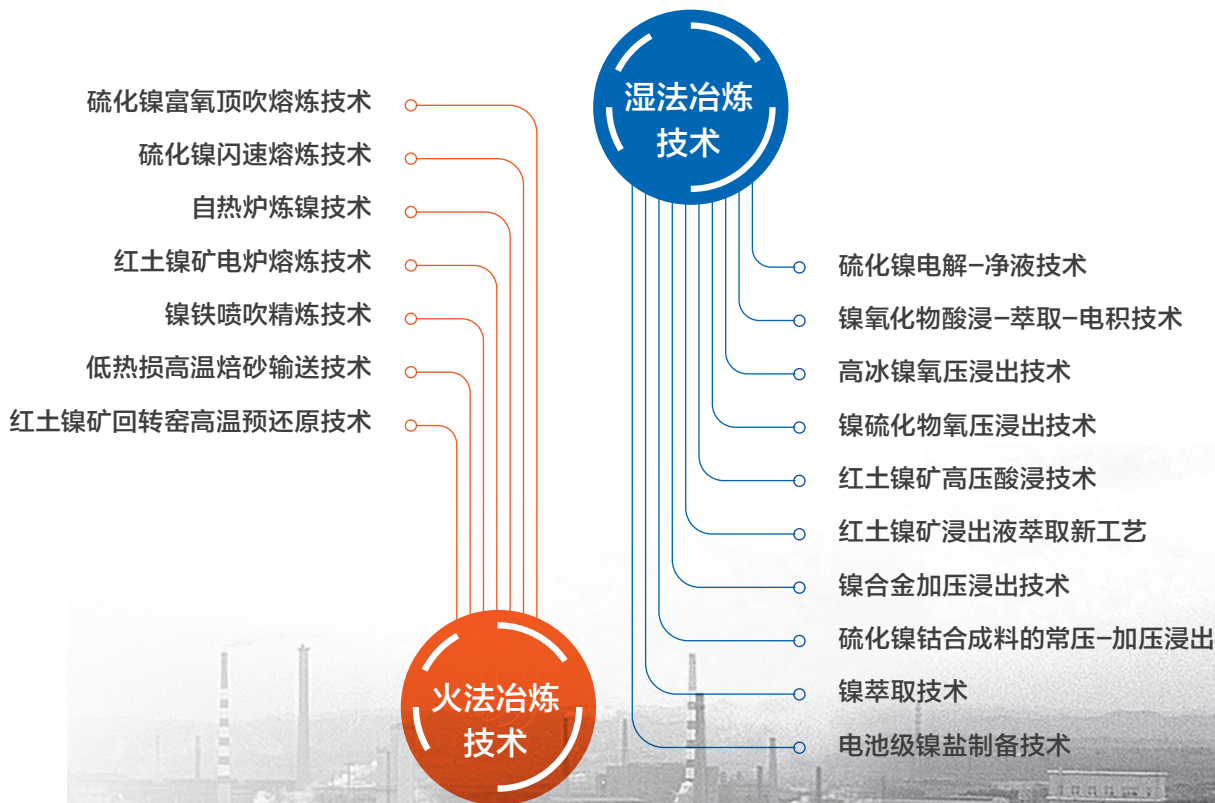 硫化镍富氧顶吹熔炼技术
硫化镍闪速熔炼技术
自热炉炼镍技术
红土镍矿电炉熔炼技术
镍铁喷吹精炼技术
低热损高温焙砂输送技术
红土镍矿回转窑高温预还原技术
火法冶炼
技术
湿法冶炼
技术
硫化镍电解–净液技术
镍氧化物酸浸–萃取–电积技术
高冰镍氧压浸出技术
镍硫化物氧压浸出技术
红土镍矿高压酸浸技术
红土镍矿浸出液萃取新工艺
镍合金加压浸出技术
硫化镍钴合成料的常压–加压浸出
镍萃取技术
电池级镍盐制备技术